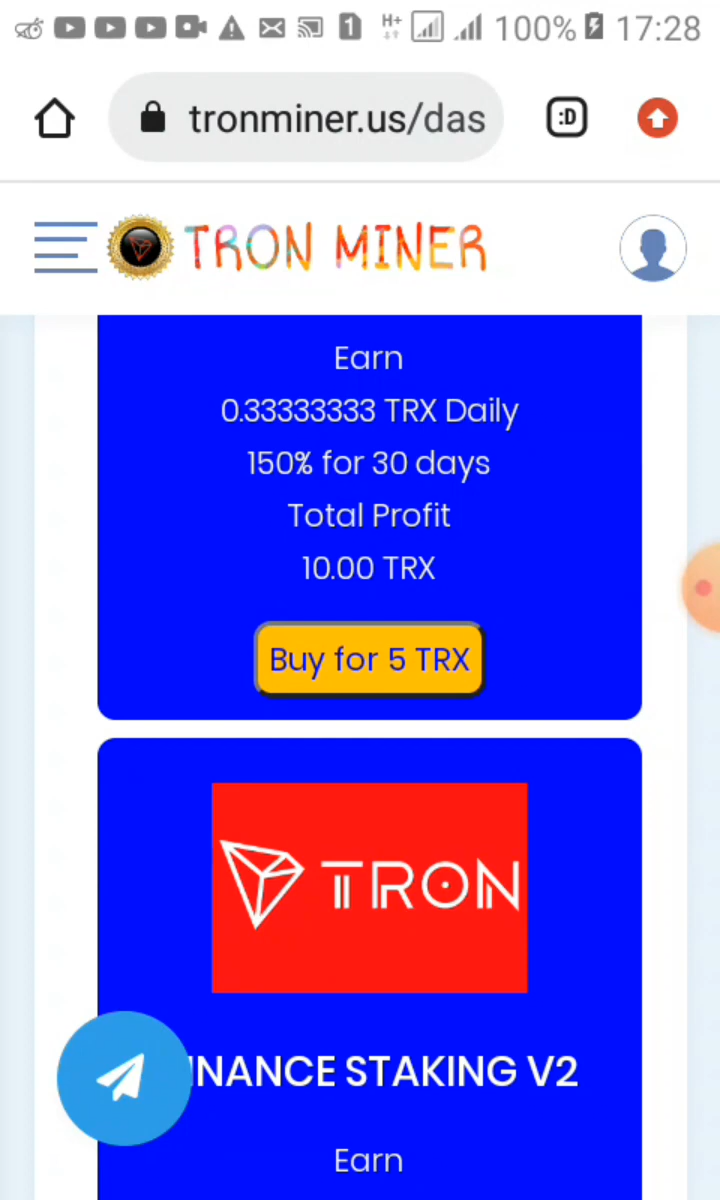 1 H+ 100% 17:28
tronminer.us/das :D
TRON MINER
Earn
0.33333333 TRX Daily
150% for 30 days
Total Profit
10.00 TRX
Buy for 5 TRX
TRON
INANCE STAKING V2
Earn